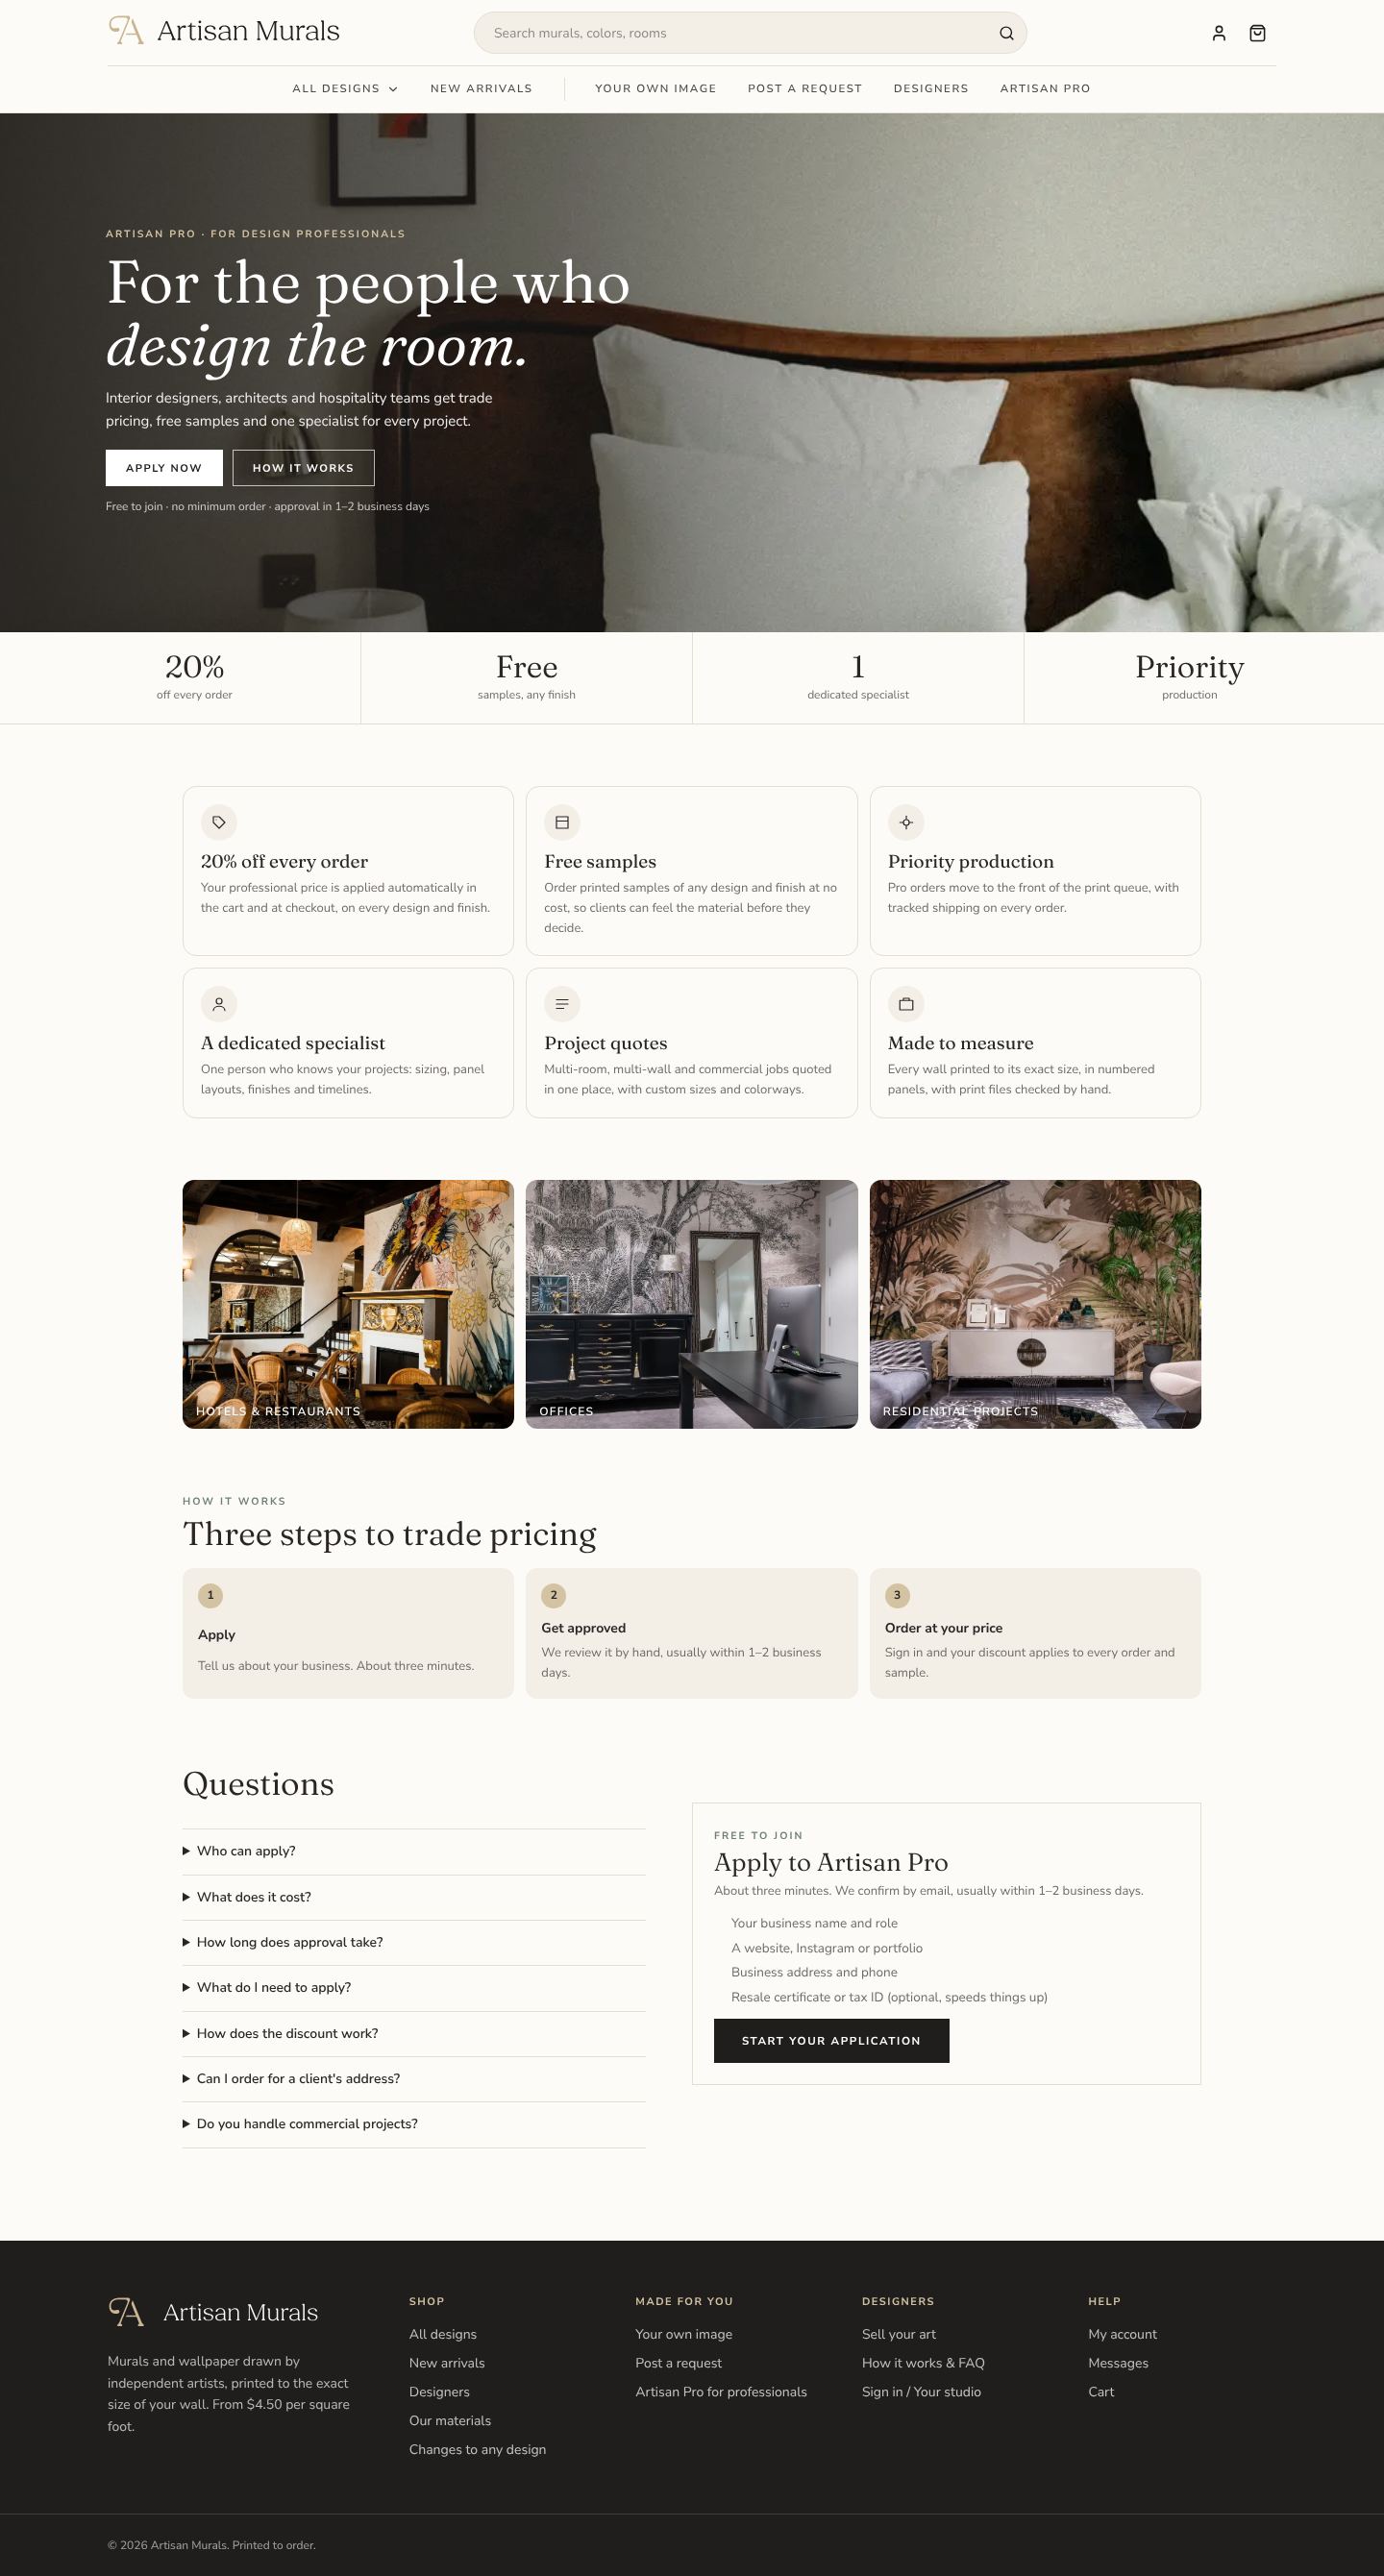 Artisan Murals
Search murals, colors, rooms
ALL DESIGNS
NEW ARRIVALS
YOUR OWN IMAGE
POST A REQUEST
DESIGNERS
ARTISAN PRO
ARTISAN PRO · FOR DESIGN PROFESSIONALS
For the people who
design the room.
Interior designers, architects and hospitality teams get trade
pricing, free samples and one specialist for every project.
APPLY NOW
HOW IT WORKS
Free to join · no minimum order · approval in 1–2 business days
20%
off every order
Free
samples, any finish
1
dedicated specialist
Priority
production
20% off every order
Your professional price is applied automatically in
the cart and at checkout, on every design and finish.
Free samples
Order printed samples of any design and finish at no
cost, so clients can feel the material before they
decide.
Priority production
Pro orders move to the front of the print queue, with
tracked shipping on every order.
A dedicated specialist
One person who knows your projects: sizing, panel
layouts, finishes and timelines.
Project quotes
Multi-room, multi-wall and commercial jobs quoted
in one place, with custom sizes and colorways.
Made to measure
Every wall printed to its exact size, in numbered
panels, with print files checked by hand.
HOTELS & RESTAURANTS
OFFICES
RESIDENTIAL PROJECTS
HOW IT WORKS
Three steps to trade pricing
1
Apply
Tell us about your business. About three minutes.
2
Get approved
We review it by hand, usually within 1–2 business
days.
3
Order at your price
Sign in and your discount applies to every order and
sample.
Questions
Who can apply?
What does it cost?
How long does approval take?
What do I need to apply?
How does the discount work?
Can I order for a client's address?
Do you handle commercial projects?
FREE TO JOIN
Apply to Artisan Pro
About three minutes. We confirm by email, usually within 1–2 business days.
Your business name and role
A website, Instagram or portfolio
Business address and phone
Resale certificate or tax ID (optional, speeds things up)
START YOUR APPLICATION
Artisan Murals
Murals and wallpaper drawn by
independent artists, printed to the exact
size of your wall. From $4.50 per square
foot.
SHOP
All designs
New arrivals
Designers
Our materials
Changes to any design
MADE FOR YOU
Your own image
Post a request
Artisan Pro for professionals
DESIGNERS
Sell your art
How it works & FAQ
Sign in / Your studio
HELP
My account
Messages
Cart
© 2026 Artisan Murals. Printed to order.